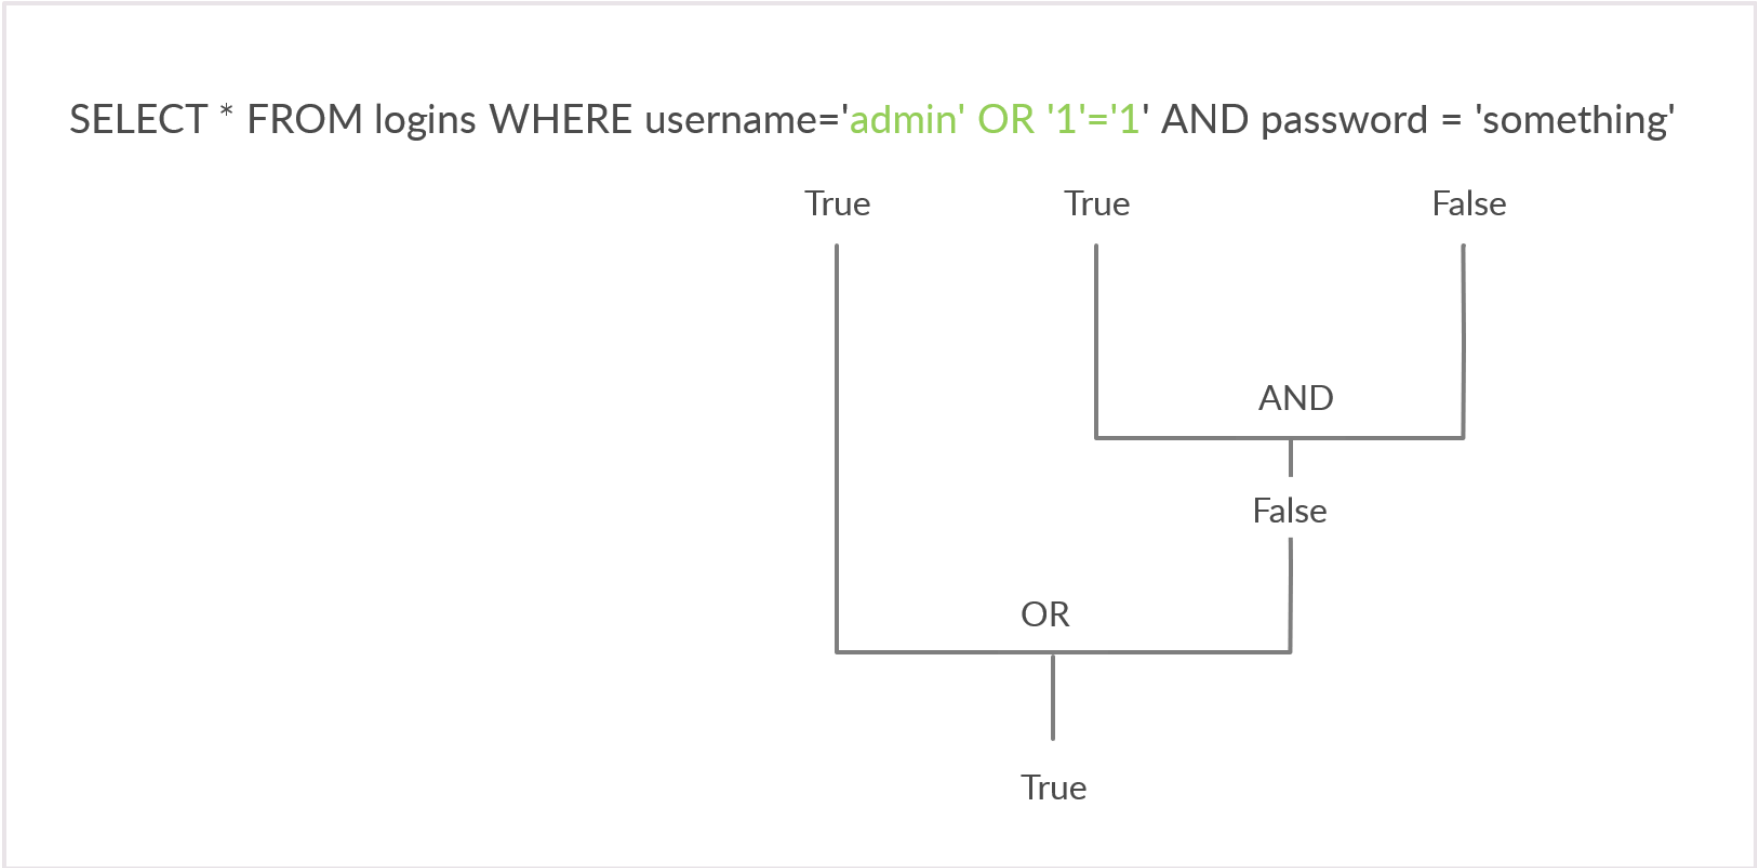 SELECT * FROM logins WHERE username='admin' OR '1'='1' AND password = 'something'
True True False
AND
False
OR
True